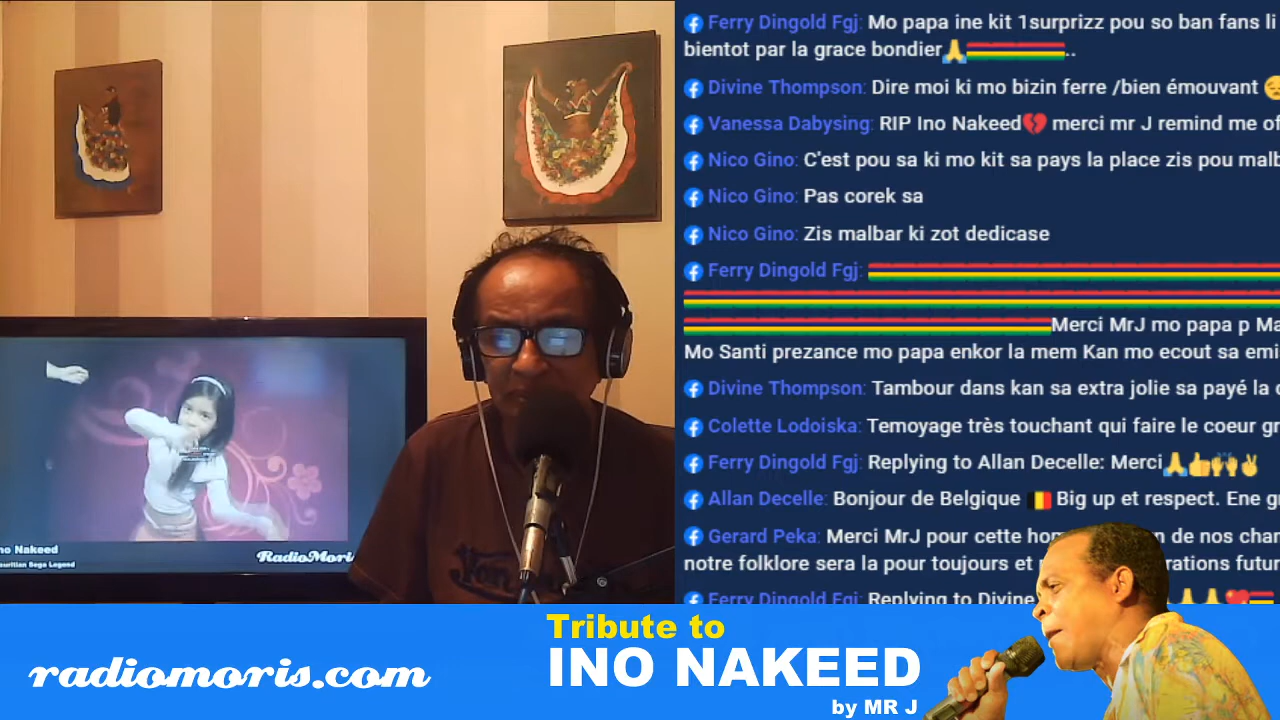 Ferry Dingold Fgj: Mo papa ine kit 1surprizz pou so ban fans li
bientot par la grace bondier🙏..
Divine Thompson: Dire moi ki mo bizin ferre /bien émouvant 😔
Vanessa Dabysing: RIP Ino Nakeed💔 merci mr J remind me of
Nico Gino: C'est pou sa ki mo kit sa pays la place zis pou malb
Nico Gino: Pas corek sa
Nico Gino: Zis malbar ki zot dedicase
Ferry Dingold Fgj:
Merci MrJ mo papa p Ma
Mo Santi prezance mo papa enkor la mem Kan mo ecout sa emi
Divine Thompson: Tambour dans kan sa extra jolie sa payé la
Colette Lodoiska: Temoyage très touchant qui faire le coeur gr
Ferry Dingold Fgj: Replying to Allan Decelle: Merci🙏👍🙌✌
Allan Decelle: Bonjour de Belgique 🇧🇪 Big up et respect. Ene g
Gerard Peka: Merci MrJ pour cette hom n de nos chan
notre folklore sera la pour toujours et rations futur
Ferry Dingold Fgj: Replying to Divine 🙏🙏❤
no Nakeed
auritian Sega Legend
RadioMori
radiomoris.com
Tribute to
INO NAKEED
by MR J